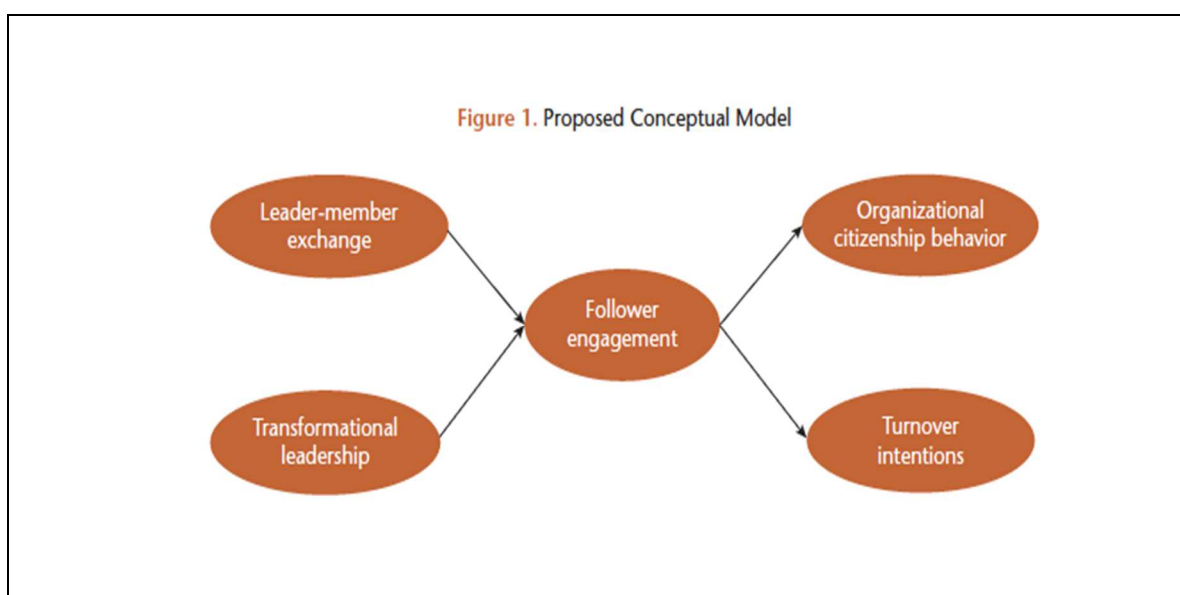 Figure 1. Proposed Conceptual Model
Leader-member
exchange
Organizational
citizenship behavior
Follower
engagement
Transformational
leadership
Turnover
intentions